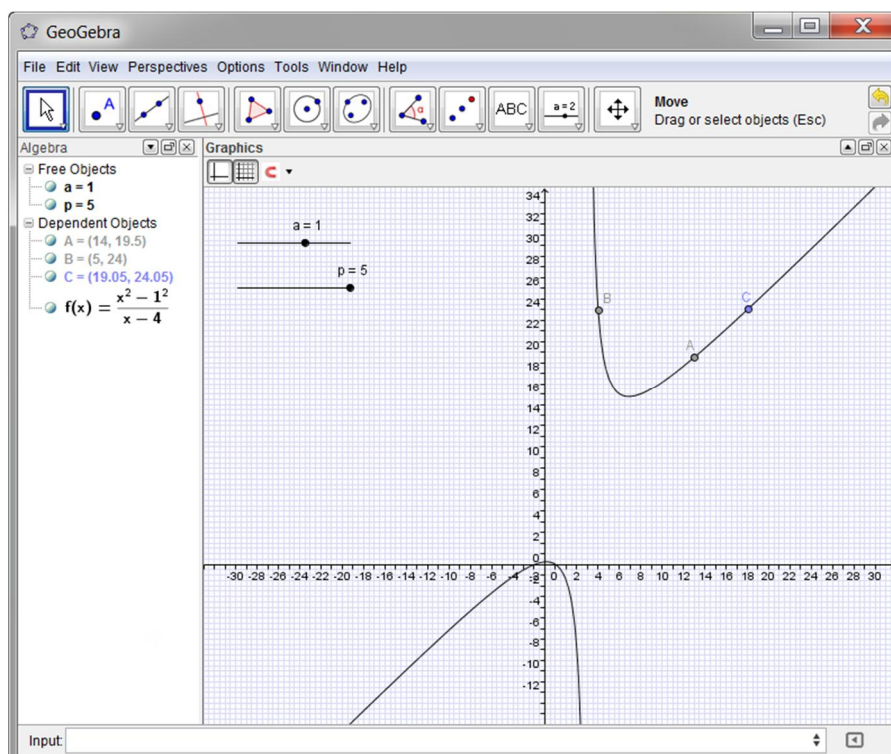 GeoGebra
File Edit View Perspectives Options Tools Window Help
A
α
ABC
a = 2
Move
Drag or select objects (Esc)
Algebra
Graphics
Free Objects
a = 1
p = 5
Dependent Objects
A = (14, 19.5)
B = (5, 24)
C = (19.05, 24.05)
f(x) = (x² − 1²) / (x − 4)
a = 1
p = 5
34
32
30
28
26
24
22
20
18
16
14
12
10
8
6
4
2
0
-30 -28 -26 -24 -22 -20 -18 -16 -14 -12 -10 -8 -6 -4 -2 0 2 4 6 8 10 12 14 16 18 20 22 24 26 28 30
-2
-4
-6
-8
-10
-12
B
A
C
Input: